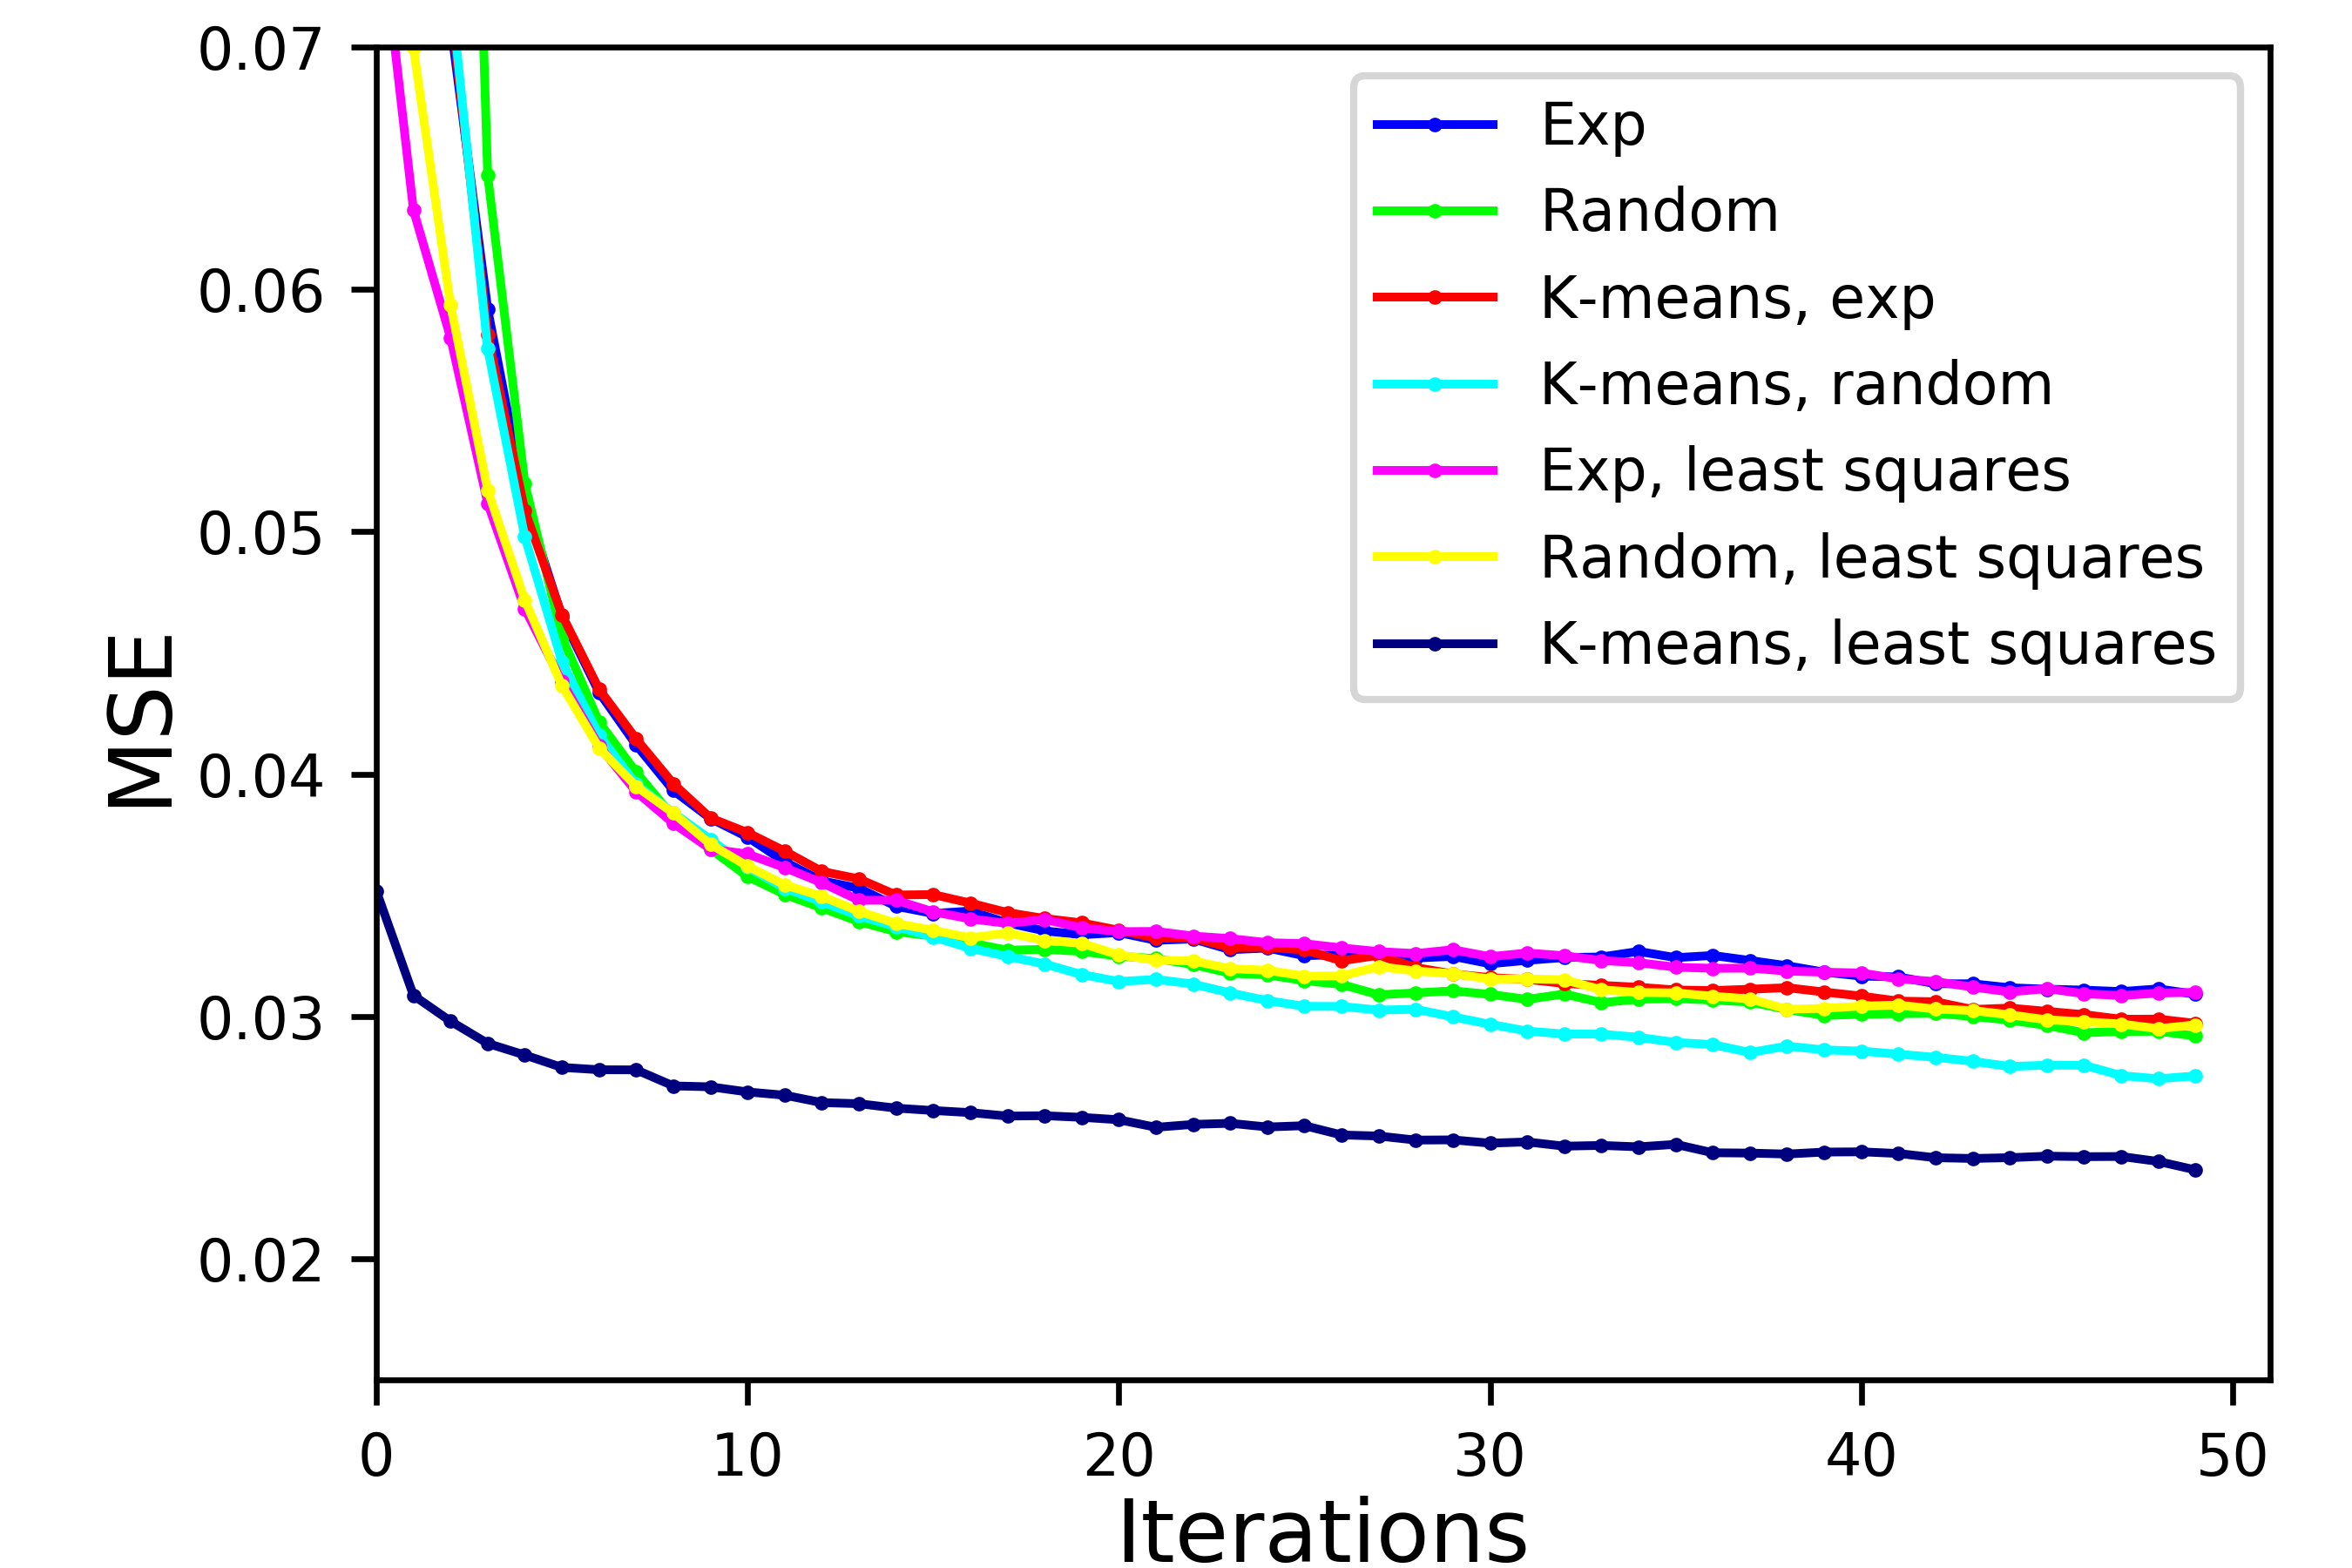 0.07
0.06
0.05
0.04
0.03
0.02
MSE
Exp
Random
K-means, exp
K-means, random
Exp, least squares
Random, least squares
K-means, least squares
0 10 20 30 40 50
Iterations